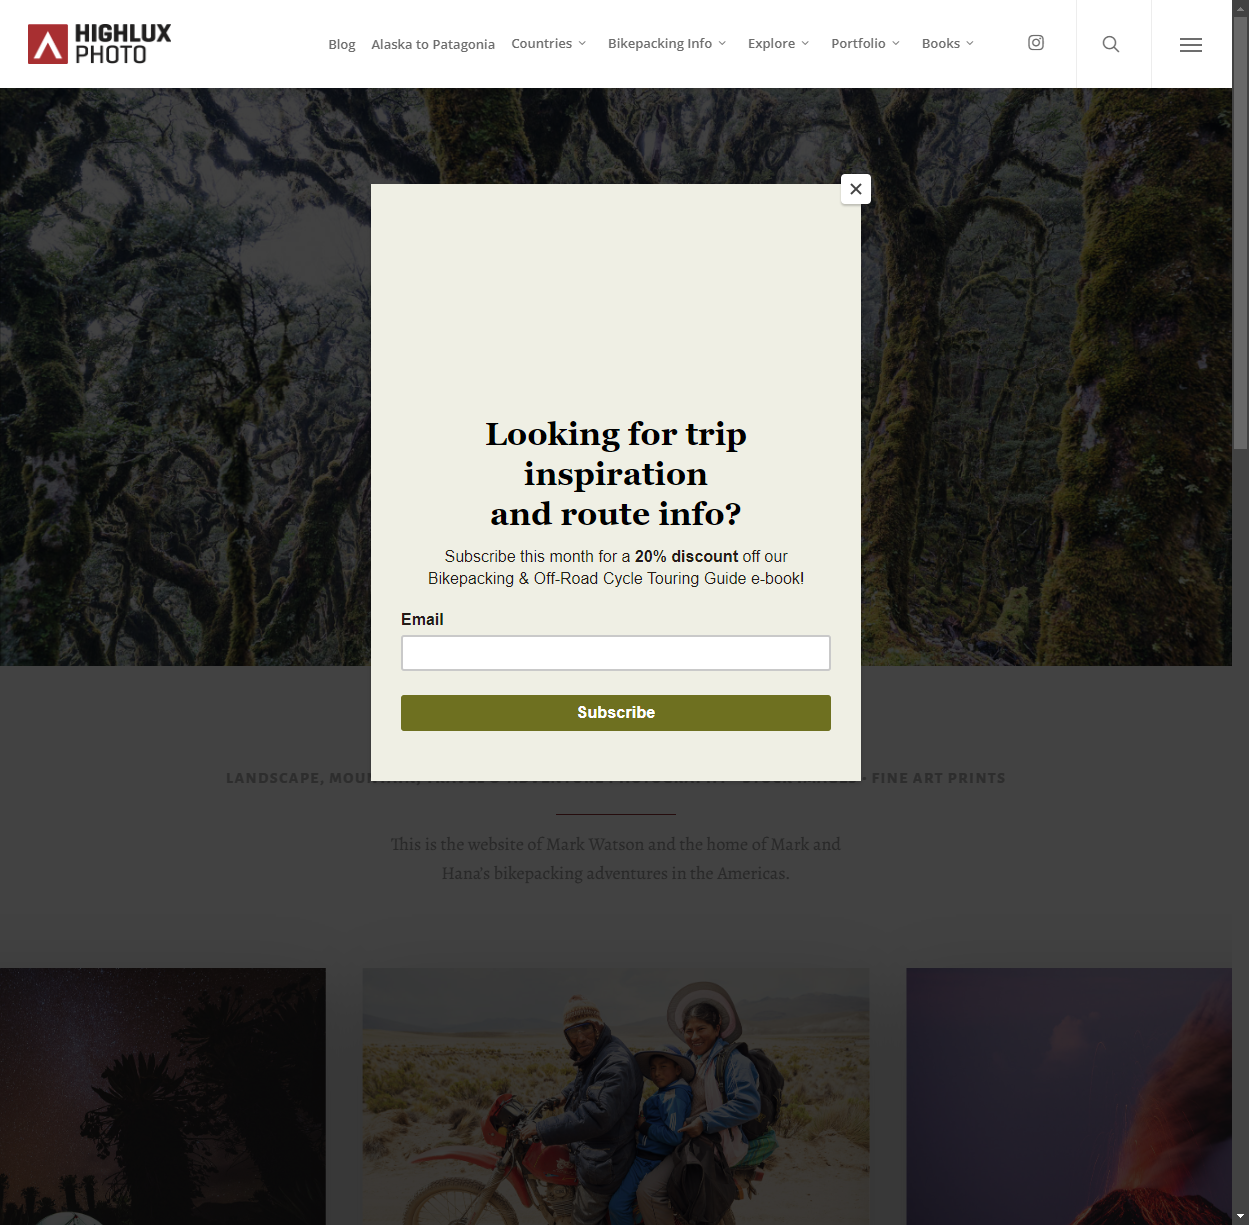 HIGHLUX
PHOTO
Blog
Alaska to Patagonia
Countries
Bikepacking Info
Explore
Portfolio
Books
Looking for trip
inspiration
and route info?
Subscribe this month for a 20% discount off our
Bikepacking & Off-Road Cycle Touring Guide e-book!
Email
Subscribe
LANDSCAPE, FINE ART PRINTS
This is the website of Mark Watson and the home of Mark and
Hana's bikepacking adventures in the Americas.